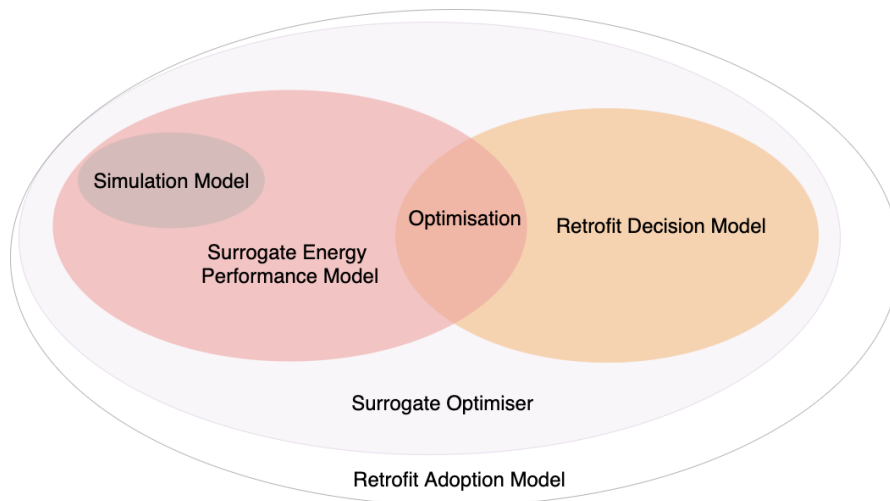 Simulation Model
Optimisation
Retrofit Decision Model
Surrogate Energy
Performance Model
Surrogate Optimiser
Retrofit Adoption Model